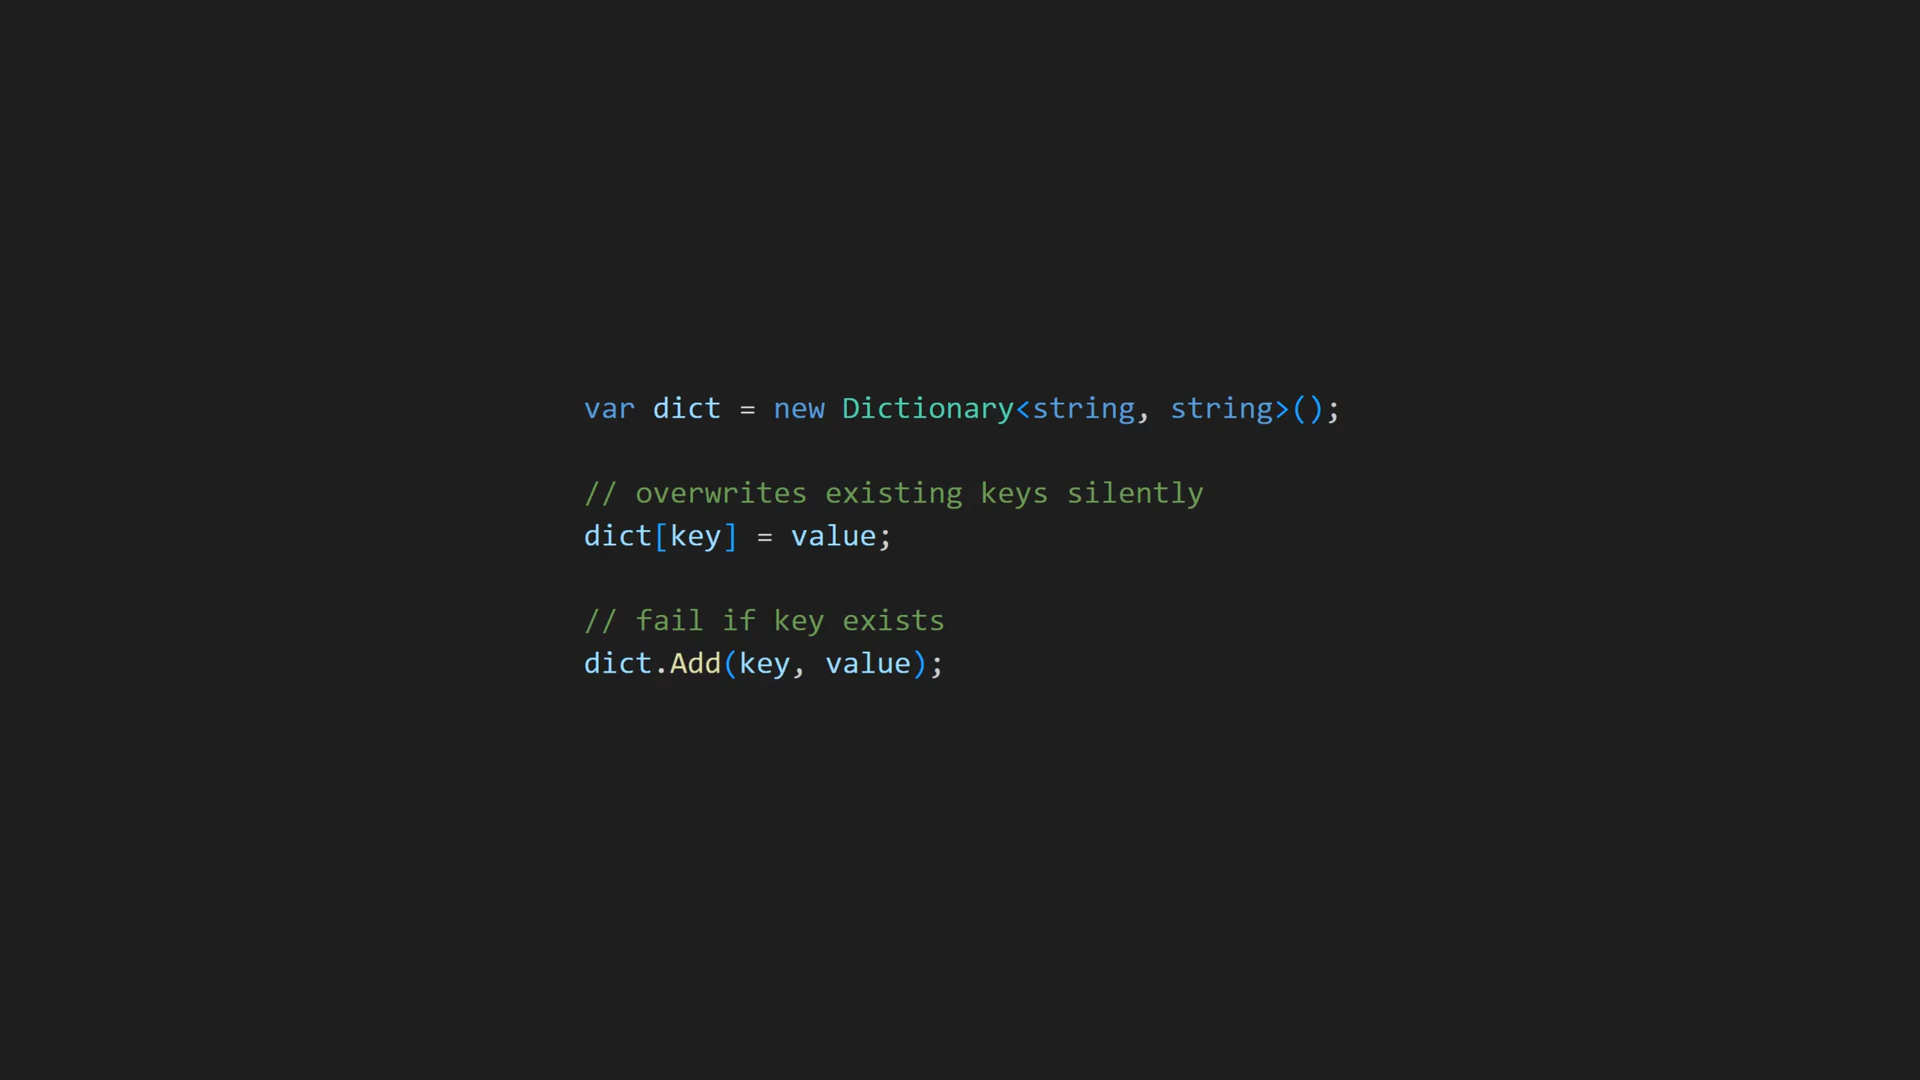 var dict = new Dictionary<string, string>();
// overwrites existing keys silently
dict[key] = value;
// fail if key exists
dict.Add(key, value);